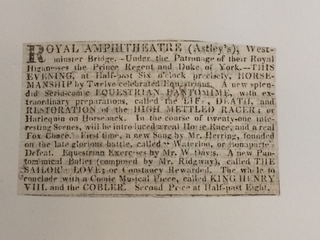 ROYAL AMPHITHEATRE (Astley's), West-
minster Bridge.—Under the Patronage of their Royal
Highnesses the Prince Regent and Duke of York.—THIS
EVENING, at Half-past Six o'clock precisely, HORSE-
MANSHIP by Twelve celebrated Equestrians. A new splen-
did Seriocomic EQUESTRIAN PANTOMIME, with ex-
traordinary preparations, called the LIFE, DEATH, and
RESTORATION of the HIGH METTLED RACER; or
Harlequin on Horseback. In the course of twenty-one inter-
esting Scenes, will be introduced a real Horse Race, and a real
Fox Chace. First time, a new Song by Mr. Herring, founded
on the late glorious battle, called "Waterloo, or Bonaparte's
Defeat. Equestrian Exercises by Mr. W. Davis. A new Pan-
tomimical Ballet (composed by Mr. Ridgway), called THE
SAILOR'S LOVE; or Constancy Rewarded. The whole to
conclude with a Comic Musical Piece, called KING HENRY
VIII. and the COBLER. Second Price at Half-past Eight.